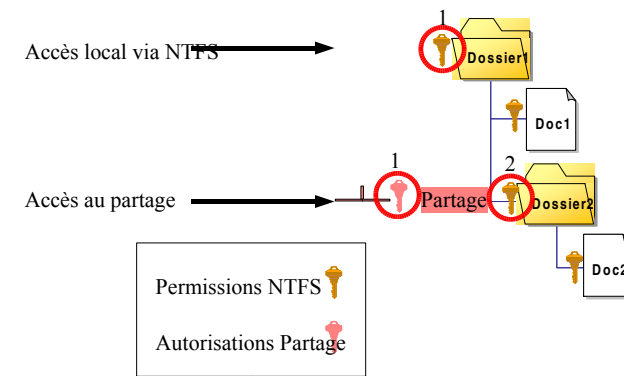 1
Accès local via NTFS
Dossier1
Doc1
1
2
Accès au partage
Partage
Dossier2
Doc2
Permissions NTFS
Autorisations Partage